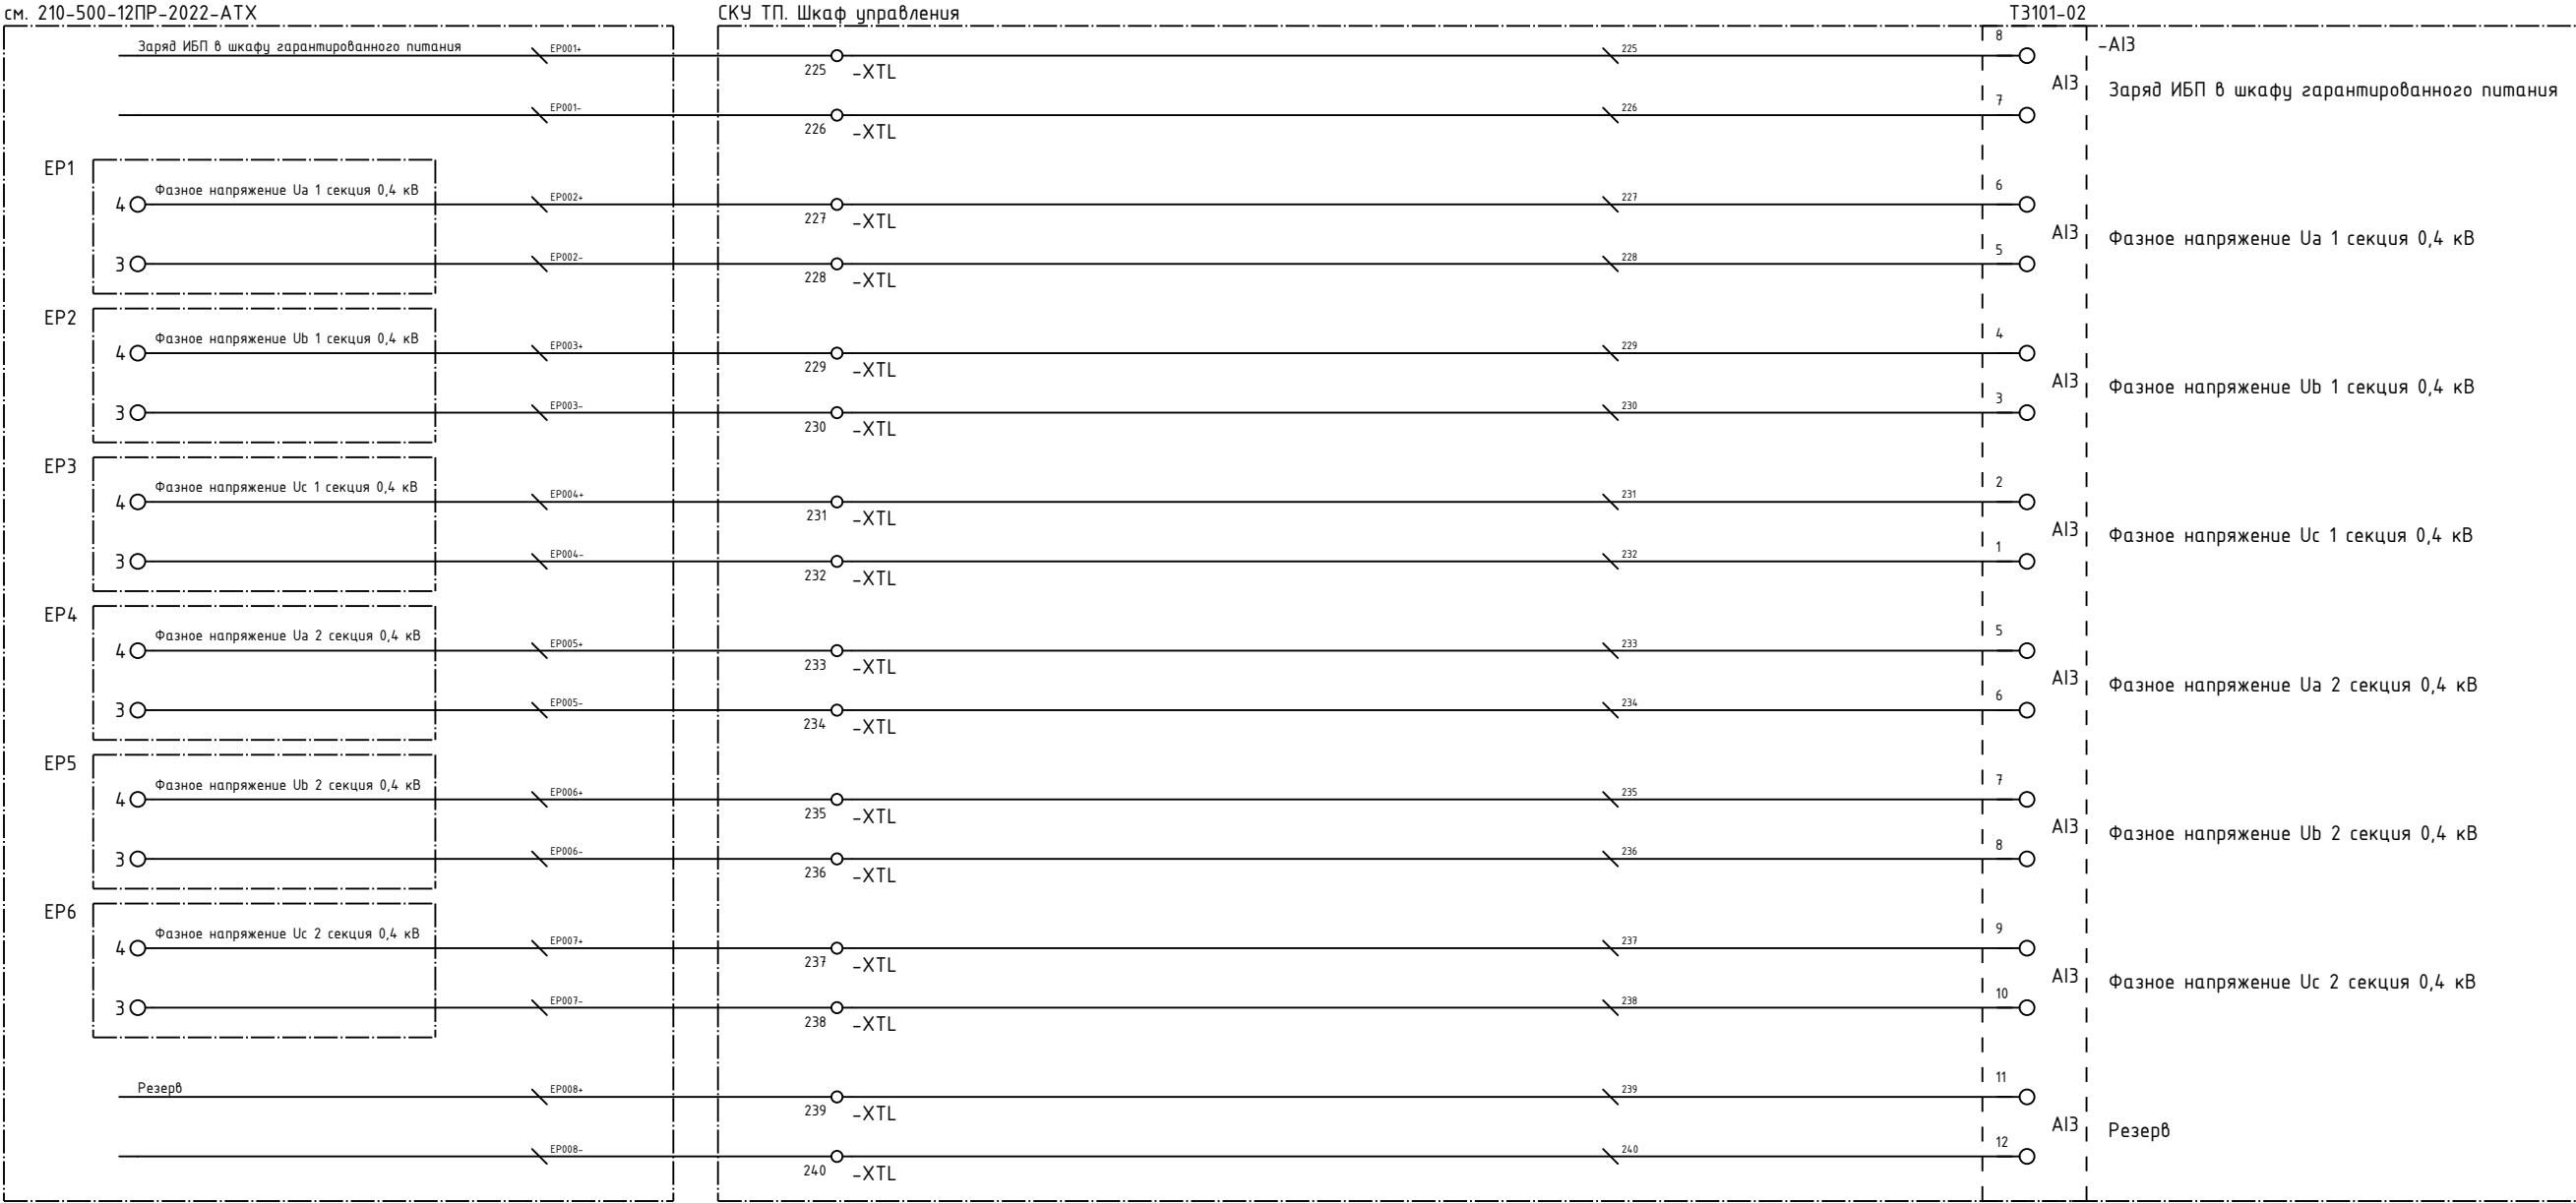 см. 210-500-12ПР-2022-АТХ
СКУ ТП. Шкаф управления
Т3101-02
Заряд ИБП в шкафу гарантированного питания
EP001+
225 -XTL
225
8
-AI3
AI3
Заряд ИБП в шкафу гарантированного питания
EP001-
226 -XTL
226
7
EP1
4 Фазное напряжение Ua 1 секция 0,4 кВ
EP002+
227 -XTL
227
6
AI3
Фазное напряжение Ua 1 секция 0,4 кВ
3
EP002-
228 -XTL
228
5
EP2
4 Фазное напряжение Ub 1 секция 0,4 кВ
EP003+
229 -XTL
229
4
AI3
Фазное напряжение Ub 1 секция 0,4 кВ
3
EP003-
230 -XTL
230
3
EP3
4 Фазное напряжение Uc 1 секция 0,4 кВ
EP004+
231 -XTL
231
2
AI3
Фазное напряжение Uc 1 секция 0,4 кВ
3
EP004-
232 -XTL
232
1
EP4
4 Фазное напряжение Ua 2 секция 0,4 кВ
EP005+
233 -XTL
233
5
AI3
Фазное напряжение Ua 2 секция 0,4 кВ
3
EP005-
234 -XTL
234
6
EP5
4 Фазное напряжение Ub 2 секция 0,4 кВ
EP006+
235 -XTL
235
7
AI3
Фазное напряжение Ub 2 секция 0,4 кВ
3
EP006-
236 -XTL
236
8
EP6
4 Фазное напряжение Uc 2 секция 0,4 кВ
EP007+
237 -XTL
237
9
AI3
Фазное напряжение Uc 2 секция 0,4 кВ
3
EP007-
238 -XTL
238
10
Резерв
EP008+
239 -XTL
239
11
AI3
Резерв
EP008-
240 -XTL
240
12